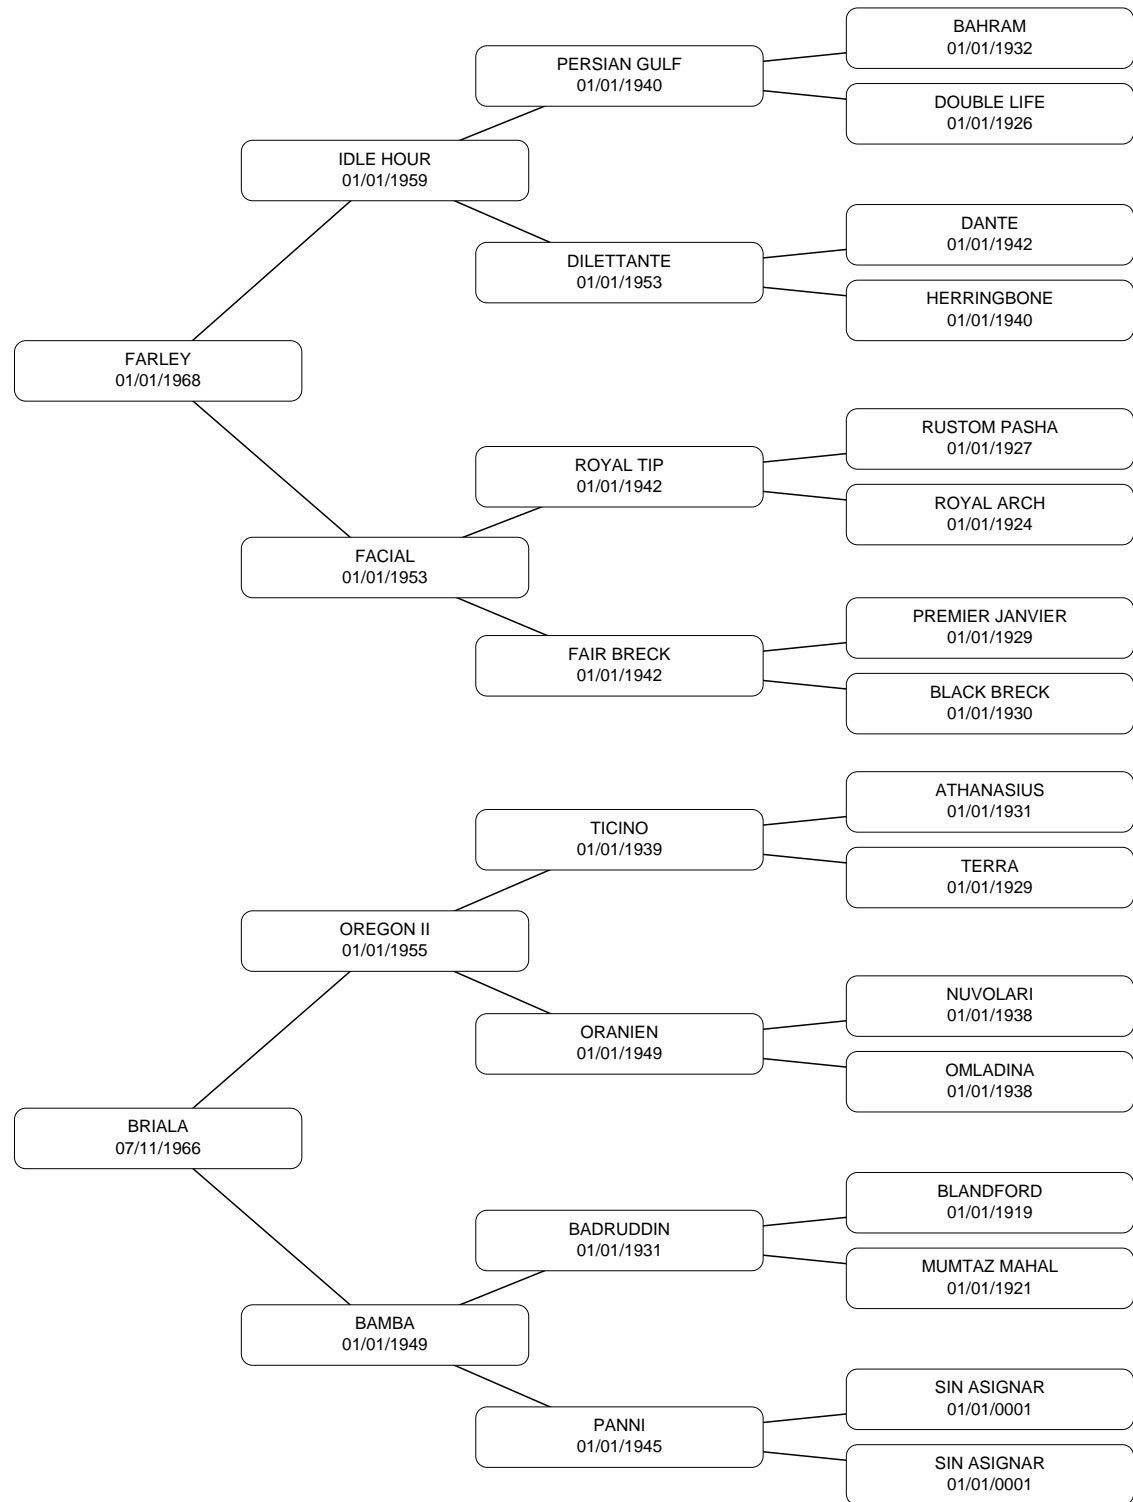 BAHRAM
01/01/1932
PERSIAN GULF
01/01/1940
DOUBLE LIFE
01/01/1926
IDLE HOUR
01/01/1959
DANTE
01/01/1942
DILETTANTE
01/01/1953
HERRINGBONE
01/01/1940
FARLEY
01/01/1968
RUSTOM PASHA
01/01/1927
ROYAL TIP
01/01/1942
ROYAL ARCH
01/01/1924
FACIAL
01/01/1953
PREMIER JANVIER
01/01/1929
FAIR BRECK
01/01/1942
BLACK BRECK
01/01/1930
ATHANASIUS
01/01/1931
TICINO
01/01/1939
TERRA
01/01/1929
OREGON II
01/01/1955
NUVOLARI
01/01/1938
ORANIEN
01/01/1949
OMLADINA
01/01/1938
BRIALA
07/11/1966
BLANDFORD
01/01/1919
BADRUDDIN
01/01/1931
MUMTAZ MAHAL
01/01/1921
BAMBA
01/01/1949
SIN ASIGNAR
01/01/0001
PANNI
01/01/1945
SIN ASIGNAR
01/01/0001